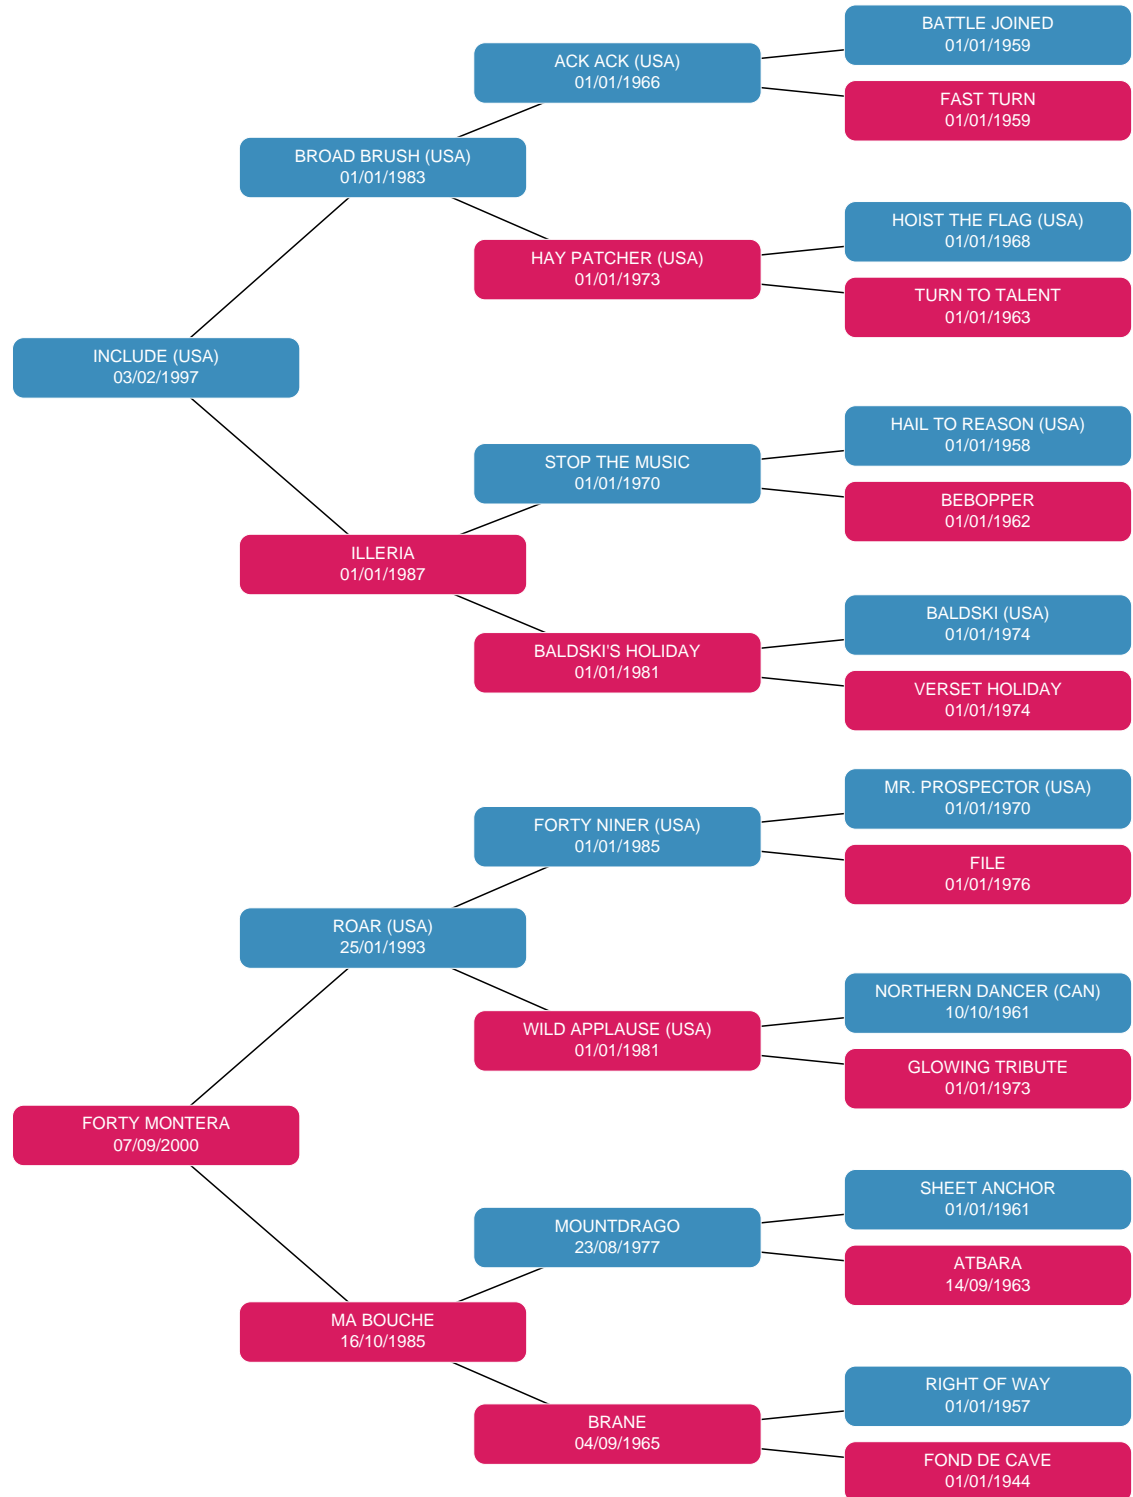 BATTLE JOINED
01/01/1959
ACK ACK (USA)
01/01/1966
FAST TURN
01/01/1959
BROAD BRUSH (USA)
01/01/1983
HOIST THE FLAG (USA)
01/01/1968
HAY PATCHER (USA)
01/01/1973
TURN TO TALENT
01/01/1963
INCLUDE (USA)
03/02/1997
HAIL TO REASON (USA)
01/01/1958
STOP THE MUSIC
01/01/1970
BEBOPPER
01/01/1962
ILLERIA
01/01/1987
BALDSKI (USA)
01/01/1974
BALDSKI'S HOLIDAY
01/01/1981
VERSET HOLIDAY
01/01/1974
MR. PROSPECTOR (USA)
01/01/1970
FORTY NINER (USA)
01/01/1985
FILE
01/01/1976
ROAR (USA)
25/01/1993
NORTHERN DANCER (CAN)
10/10/1961
WILD APPLAUSE (USA)
01/01/1981
GLOWING TRIBUTE
01/01/1973
FORTY MONTERA
07/09/2000
SHEET ANCHOR
01/01/1961
MOUNTDRAGO
23/08/1977
ATBARA
14/09/1963
MA BOUCHE
16/10/1985
RIGHT OF WAY
01/01/1957
BRANE
04/09/1965
FOND DE CAVE
01/01/1944